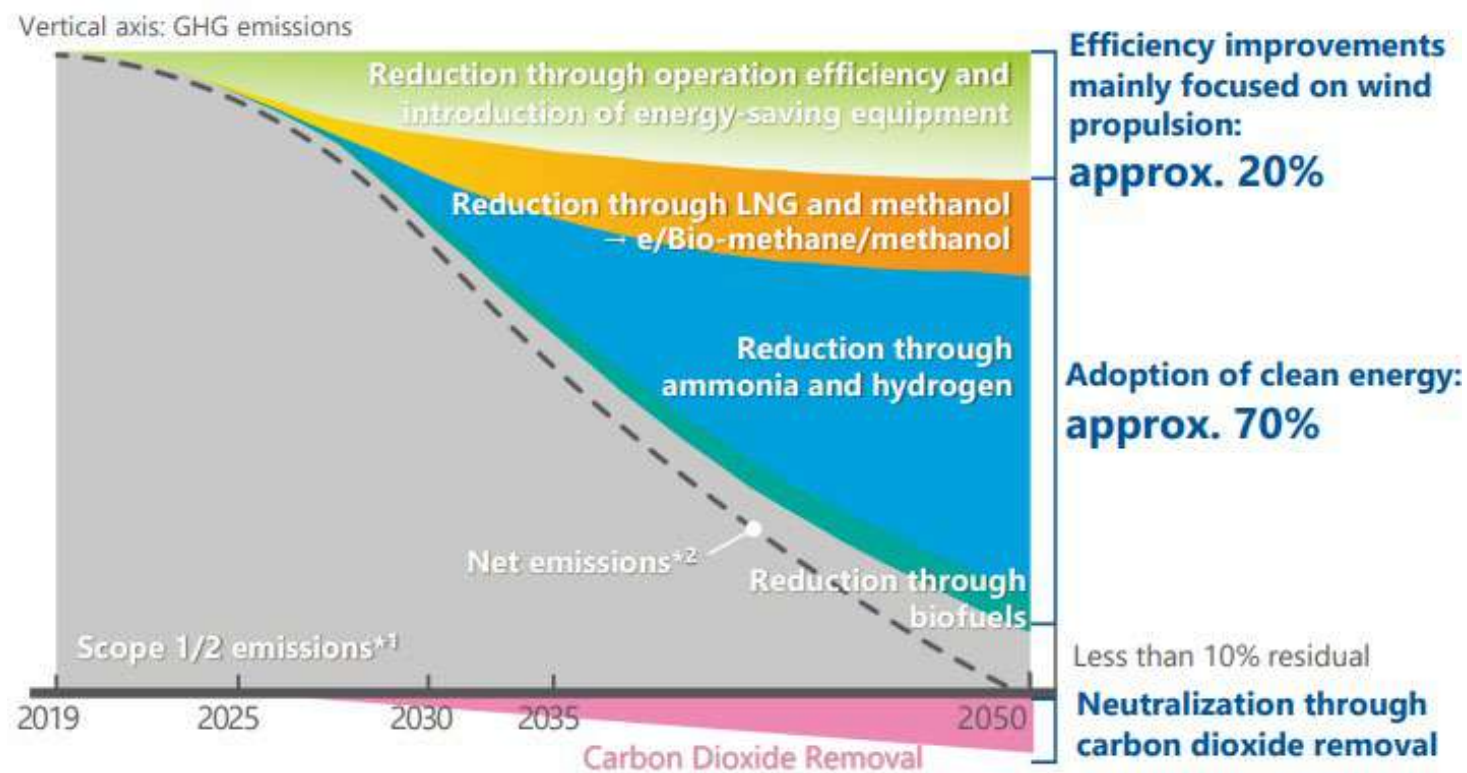 Vertical axis: GHG emissions
Reduction through operation efficiency and
introduction of energy-saving equipment
Efficiency improvements
mainly focused on wind
propulsion:
approx. 20%
Reduction through LNG and methanol
→ e/Bio-methane/methanol
Reduction through
ammonia and hydrogen
Adoption of clean energy:
approx. 70%
Net emissions*2
Reduction through
biofuels
Scope 1/2 emissions*1
Less than 10% residual
2019
2025
2030
2035
2050
Neutralization through
carbon dioxide removal
Carbon Dioxide Removal